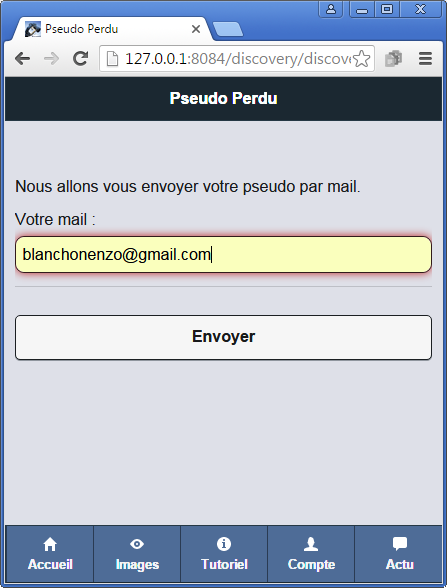 Pseudo Perdu
127.0.0.1:8084/discovery/discove
Pseudo Perdu
Nous allons vous envoyer votre pseudo par mail.
Votre mail :
blanchonenzo@gmail.com
Envoyer
Accueil
Images
Tutoriel
Compte
Actu